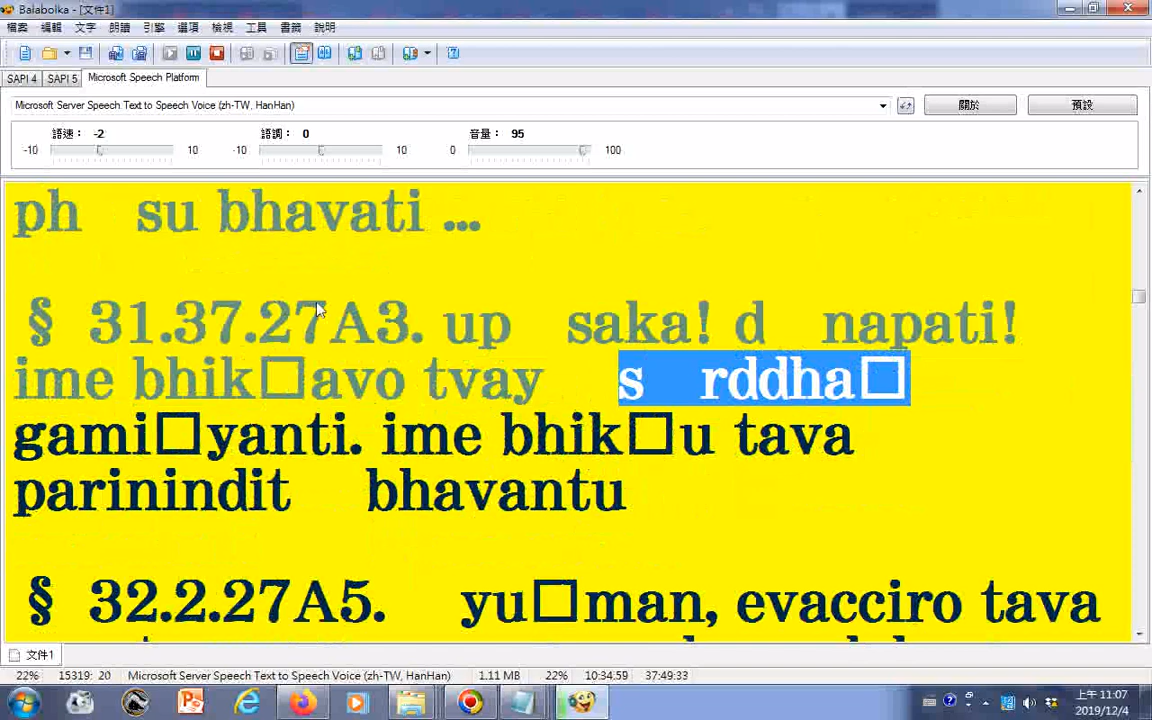 Balabolka - [文件1]
檔案 編輯 文字 朗讀 引擎 選項 檢視 工具 書籤 說明
SAPI 4 SAPI 5 Microsoft Speech Platform
Microsoft Server Speech Text to Speech Voice (zh-TW, HanHan) 關於 預設
語速： -2 語調： 0 音量： 95
-10 10 -10 10 0 100
ph su bhavati ...
§ 31.37.27A3. up saka! d napati!
ime bhik□avo tvay s rddha□
gami□yanti. ime bhik□u tava
parinindit bhavantu
§ 32.2.27A5. yu□man, evacciro tava
文件1
22% 15319: 20 Microsoft Server Speech Text to Speech Voice (zh-TW, HanHan) 1.11 MB 22% 10:34:59 37:49:33
上午 11:07
2019/12/4